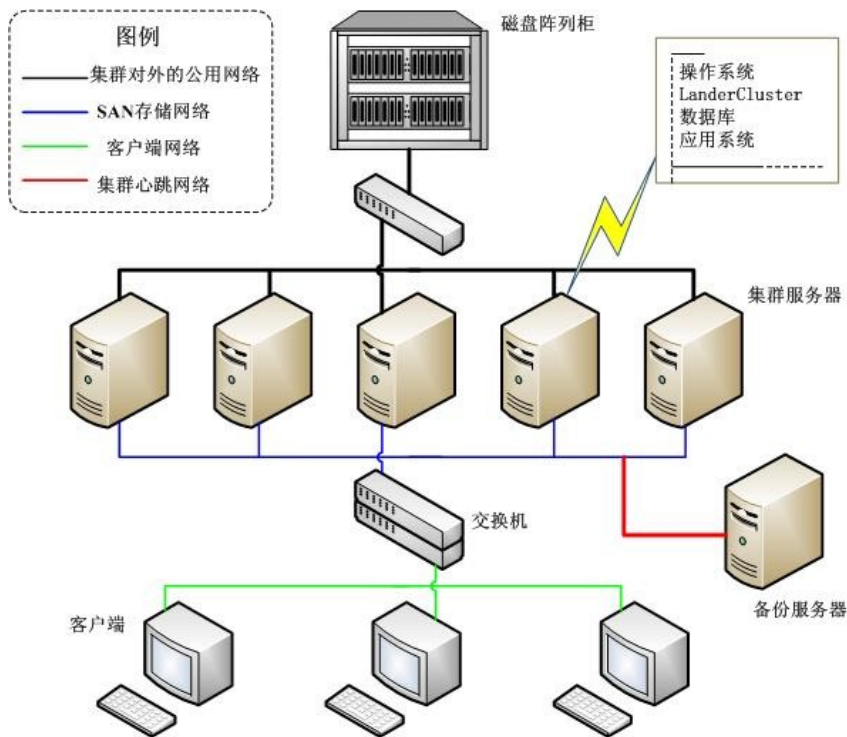 图例
集群对外的公用网络
SAN存储网络
客户端网络
集群心跳网络
磁盘阵列柜
操作系统
LanderCluster
数据库
应用系统
集群服务器
交换机
客户端
备份服务器